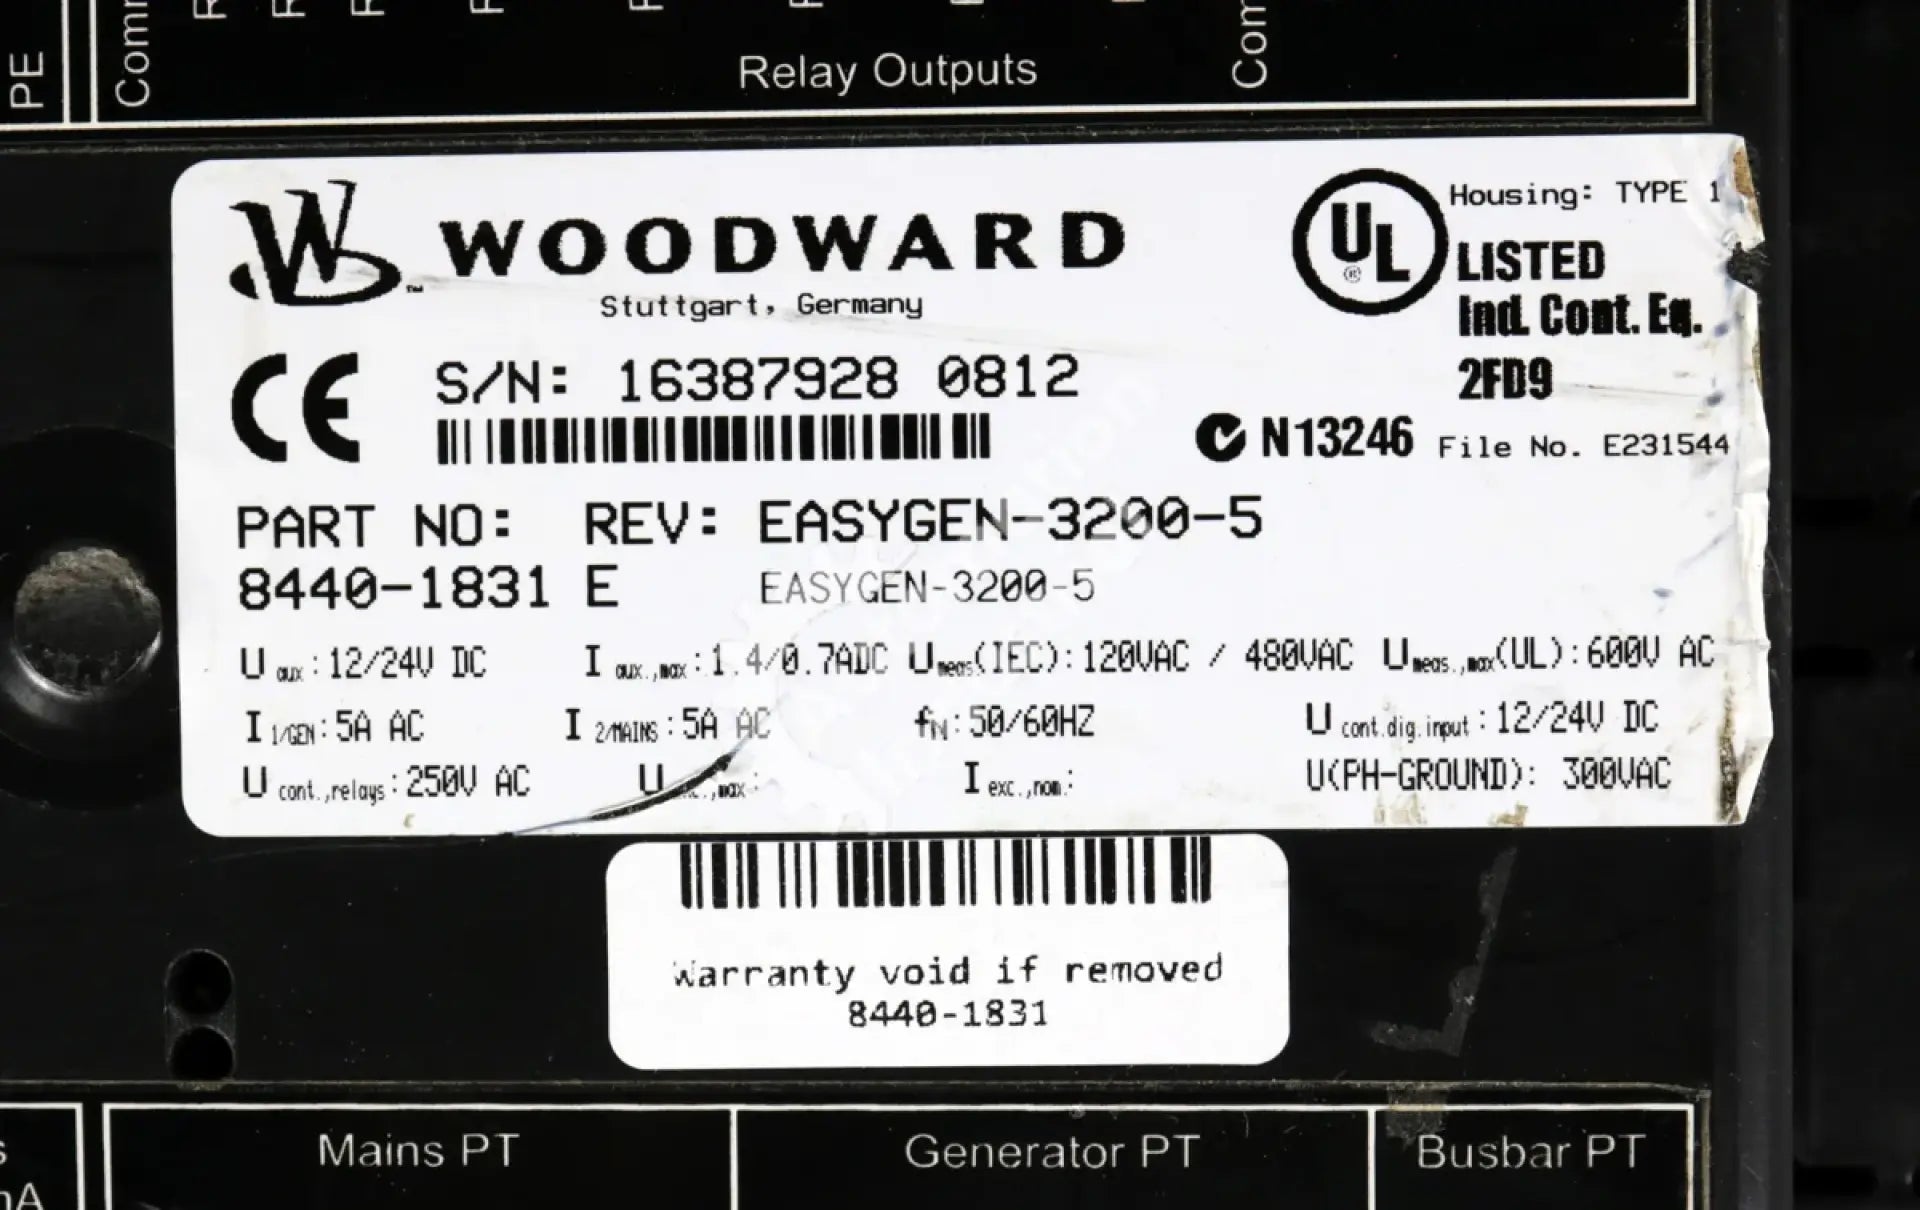 PE
Relay Outputs
WOODWARD
Stuttgart, Germany
UL
Housing: TYPE 1
LISTED
Ind. Cont. Eq.
2FD9
CE
S/N: 16387928 0812
N13246 File No. E231544
PART NO: REV: EASYGEN-3200-5
8440-1831 E EASYGEN-3200-5
U aux: 12/24V DC I aux.,max: 1.4/0.7ADC U meas.(IEC): 120VAC / 480VAC U meas.,max(UL): 600V AC
I 1/GEN: 5A AC I 2/MAINS: 5A AC fN: 50/60HZ U cont.dig.input: 12/24V DC
U cont.,relays: 250V AC U ,max: I exc.,nom.: U(PH-GROUND): 300VAC
Warranty void if removed
8440-1831
Mains PT
Generator PT
Busbar PT